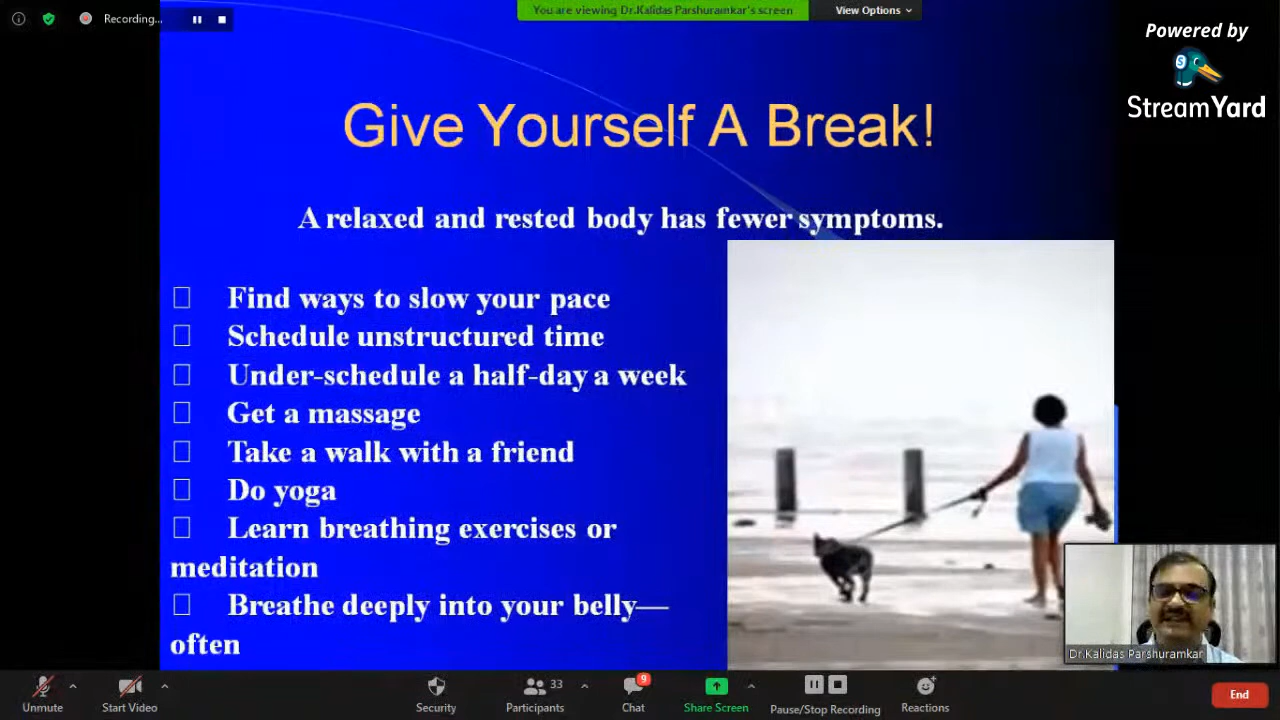 Recording...
You are viewing Dr.Kalidas Parshuramkar's screen
View Options
Powered by
StreamYard
Give Yourself A Break!
A relaxed and rested body has fewer symptoms.
Find ways to slow your pace
Schedule unstructured time
Under-schedule a half-day a week
Get a massage
Take a walk with a friend
Do yoga
Learn breathing exercises or
meditation
Breathe deeply into your belly—
often
Dr.Kalidas Parshuramkar
Unmute
Start Video
Security
Participants
33
Chat
9
Share Screen
Pause/Stop Recording
Reactions
End